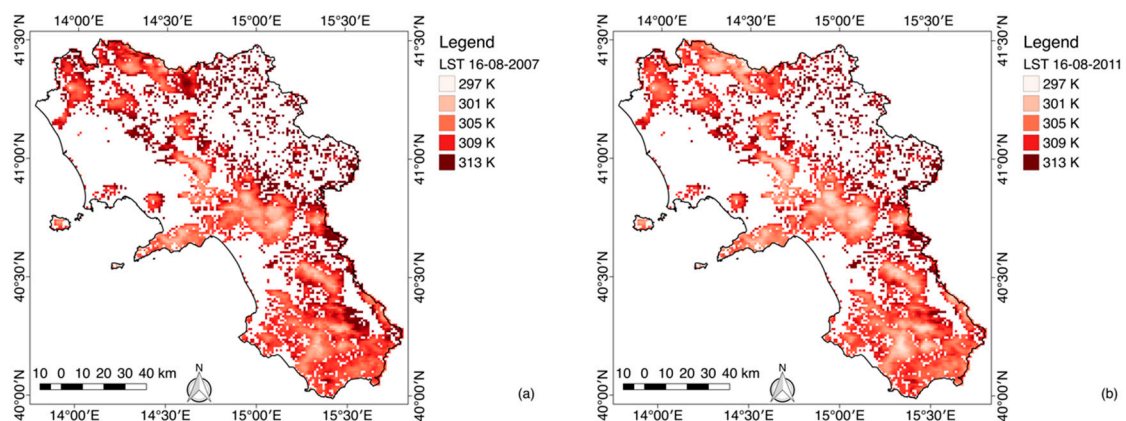 14°00′E 14°30′E 15°00′E 15°30′E
41°30′N 41°30′N
Legend
LST 16-08-2007
297 K
301 K
305 K
309 K
313 K
41°00′N 41°00′N
40°30′N 40°30′N
40°00′N 40°00′N
10 0 10 20 30 40 km
N
(a)
14°00′E 14°30′E 15°00′E 15°30′E
14°00′E 14°30′E 15°00′E 15°30′E
41°30′N 41°30′N
Legend
LST 16-08-2011
297 K
301 K
305 K
309 K
313 K
41°00′N 41°00′N
40°30′N 40°30′N
40°00′N 40°00′N
10 0 10 20 30 40 km
N
(b)
14°00′E 14°30′E 15°00′E 15°30′E